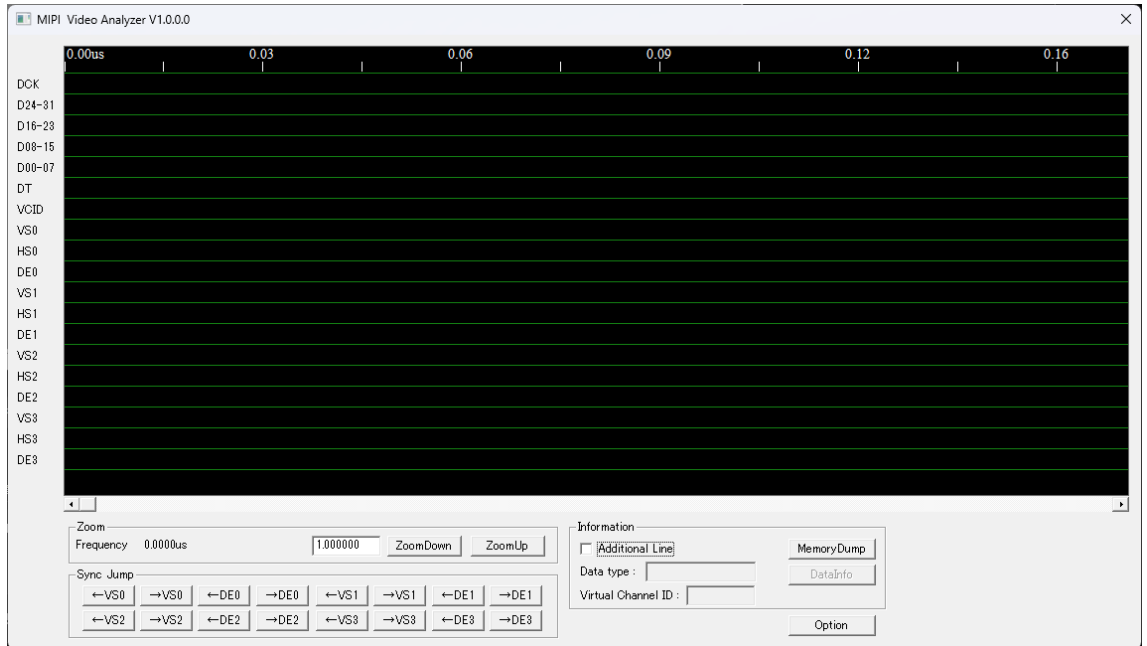 MIPI Video Analyzer V1.0.0.0
0.00us 0.03 0.06 0.09 0.12 0.16
DCK
D24-31
D16-23
D08-15
D00-07
DT
VCID
VS0
HS0
DE0
VS1
HS1
DE1
VS2
HS2
DE2
VS3
HS3
DE3
Zoom
Frequency 0.0000us 1.000000 ZoomDown ZoomUp
Sync Jump
←VS0 →VS0 ←DE0 →DE0 ←VS1 →VS1 ←DE1 →DE1
←VS2 →VS2 ←DE2 →DE2 ←VS3 →VS3 ←DE3 →DE3
Information
Additional Line MemoryDump
Data type : DataInfo
Virtual Channel ID :
Option